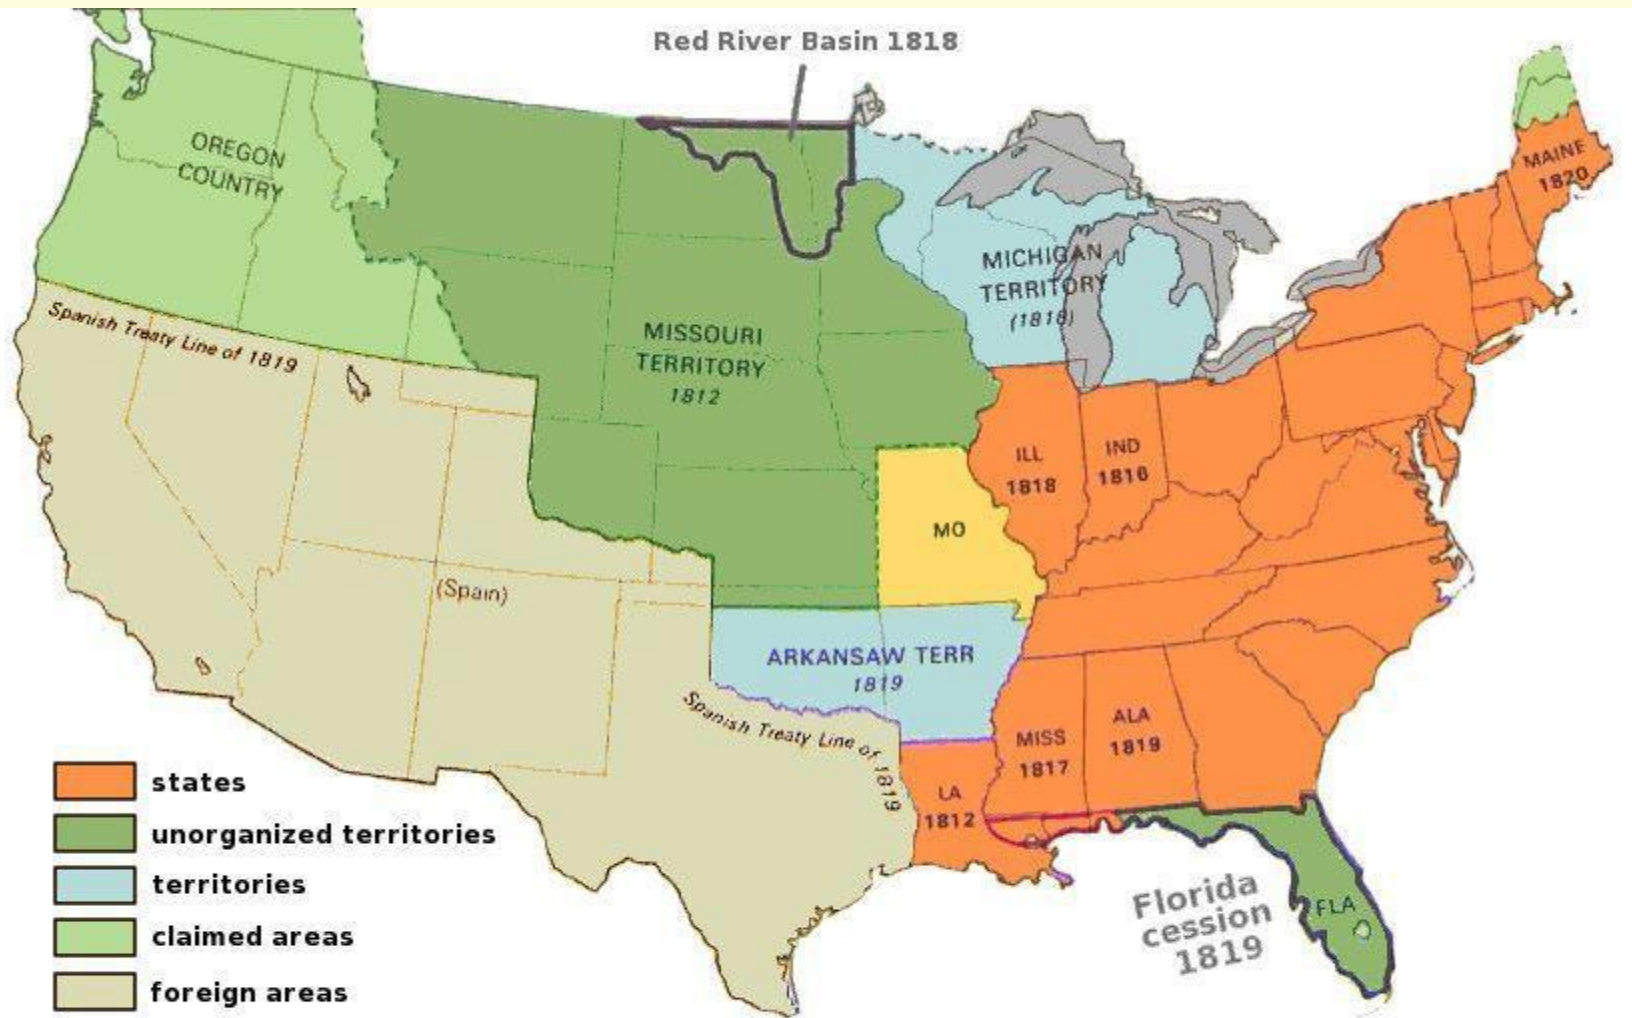 Red River Basin 1818
OREGON
COUNTRY
MAINE
1820
MICHIGAN
TERRITORY
(1818)
Spanish Treaty Line of 1819
MISSOURI
TERRITORY
1812
ILL
1818
IND
1816
MO
(Spain)
ARKANSAW TERR
1819
Spanish Treaty Line of 1819
MISS
1817
ALA
1819
LA
1812
FLA
Florida
cession
1819
states
unorganized territories
territories
claimed areas
foreign areas